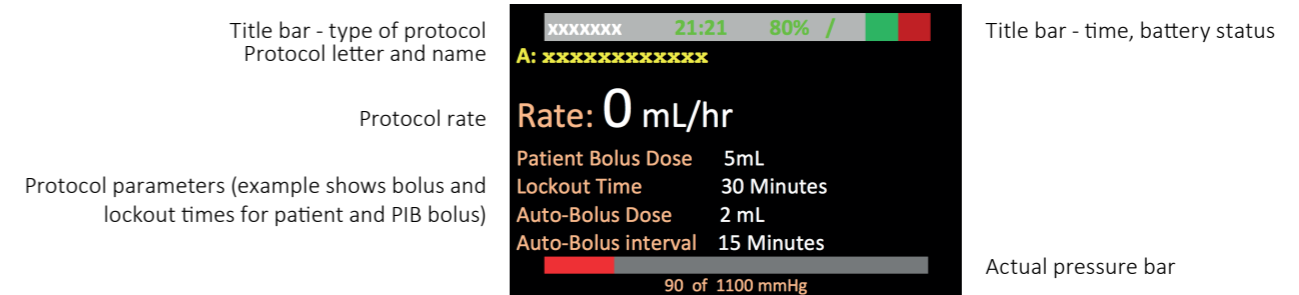 Title bar - type of protocol
Protocol letter and name
Protocol rate
Protocol parameters (example shows bolus and
lockout times for patient and PIB bolus)
xxxxxxx 21:21 80% /
A: xxxxxxxxxxxx
Rate: 0 mL/hr
Patient Bolus Dose 5mL
Lockout Time 30 Minutes
Auto-Bolus Dose 2 mL
Auto-Bolus interval 15 Minutes
90 of 1100 mmHg
Title bar - time, battery status
Actual pressure bar